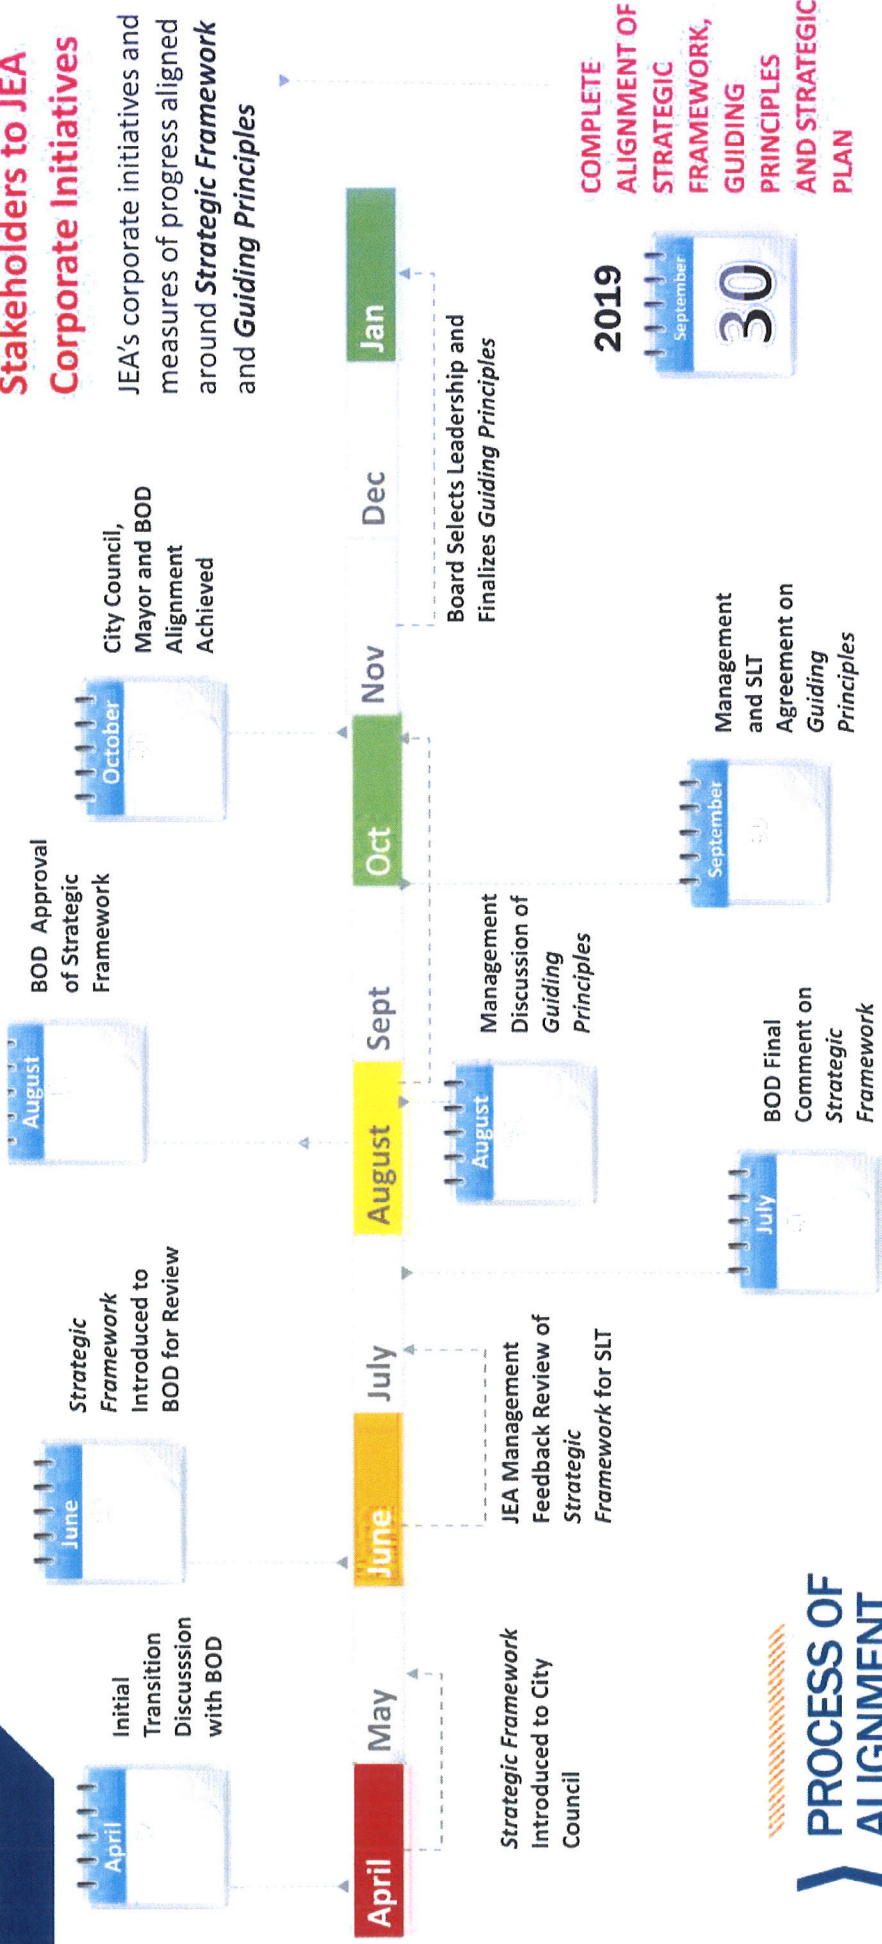 Stakeholders to JEA
Corporate Initiatives
JEA's corporate initiatives and
measures of progress aligned
around Strategic Framework
and Guiding Principles
April
Initial
Transition
Discusssion
with BOD
June
Strategic
Framework
Introduced to
BOD for Review
August
BOD Approval
of Strategic
Framework
October
City Council,
Mayor and BOD
Alignment
Achieved
April
May
June
July
August
Sept
Oct
Nov
Dec
Jan
Strategic Framework
Introduced to City
Council
JEA Management
Feedback Review of
Strategic
Framework for SLT
July
BOD Final
Comment on
Strategic
Framework
August
Management
Discussion of
Guiding
Principles
September
Management
and SLT
Agreement on
Guiding
Principles
Board Selects Leadership and
Finalizes Guiding Principles
2019
September
30
COMPLETE
ALIGNMENT OF
STRATEGIC
FRAMEWORK,
GUIDING
PRINCIPLES
AND STRATEGIC
PLAN
PROCESS OF
ALIGNMENT